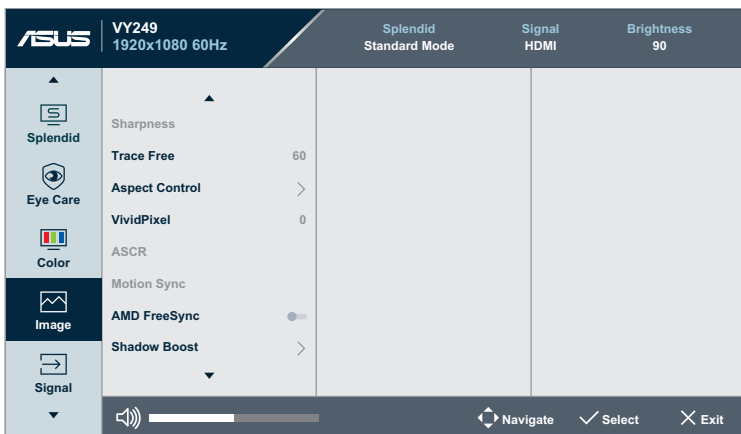 ASUS
VY249
1920x1080 60Hz
Splendid
Standard Mode
Signal
HDMI
Brightness
90
Splendid
Eye Care
Color
Image
Signal
Sharpness
Trace Free 60
Aspect Control
VividPixel 0
ASCR
Motion Sync
AMD FreeSync
Shadow Boost
Navigate
Select
Exit